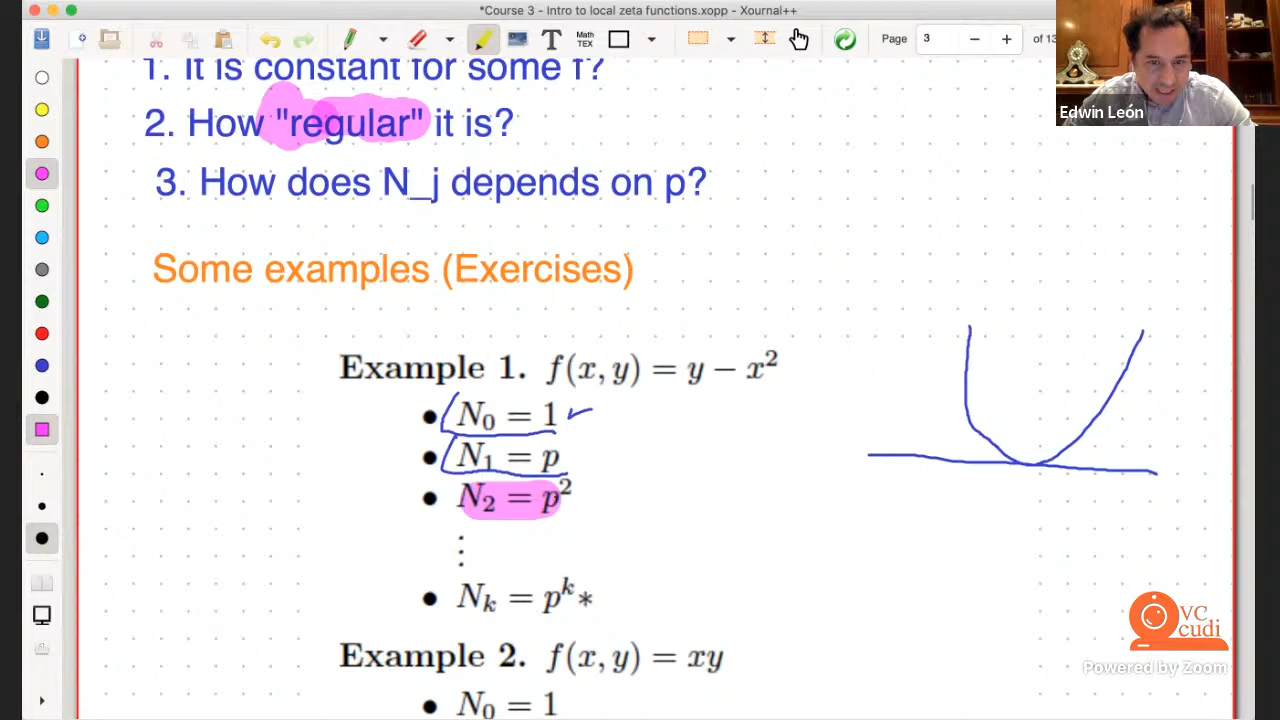 *Course 3 - Intro to local zeta functions.xopp - Xournal++
T
Math
TEX
Page 3 - + of 13
Edwin León
1. It is constant for some f?
2. How "regular" it is?
3. How does N_j depends on p?
Some examples (Exercises)
Example 1. f(x, y) = y − x²
• N₀ = 1
• N₁ = p
• N₂ = p²
⋮
• Nₖ = pᵏ*
Example 2. f(x, y) = xy
• N₀ = 1
VC
cudi
Powered by Zoom